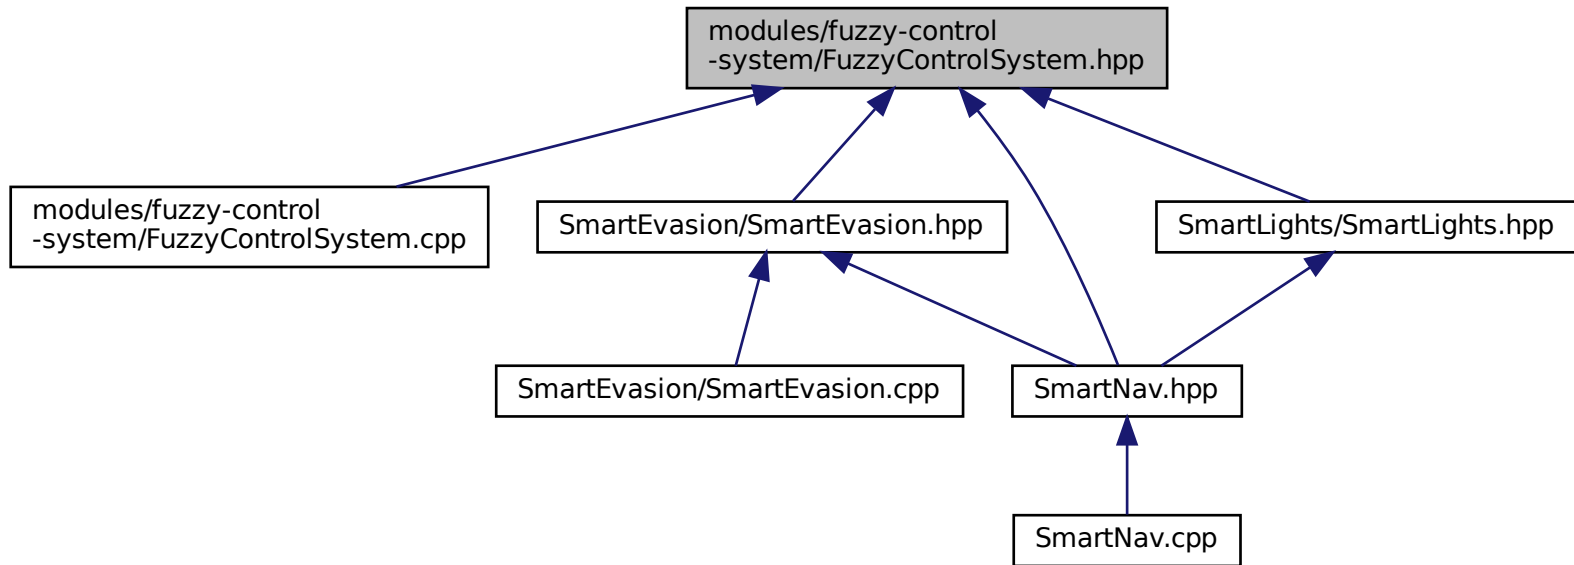 modules/fuzzy-control
-system/FuzzyControlSystem.hpp
modules/fuzzy-control
-system/FuzzyControlSystem.cpp
SmartEvasion/SmartEvasion.hpp
SmartLights/SmartLights.hpp
SmartEvasion/SmartEvasion.cpp
SmartNav.hpp
SmartNav.cpp